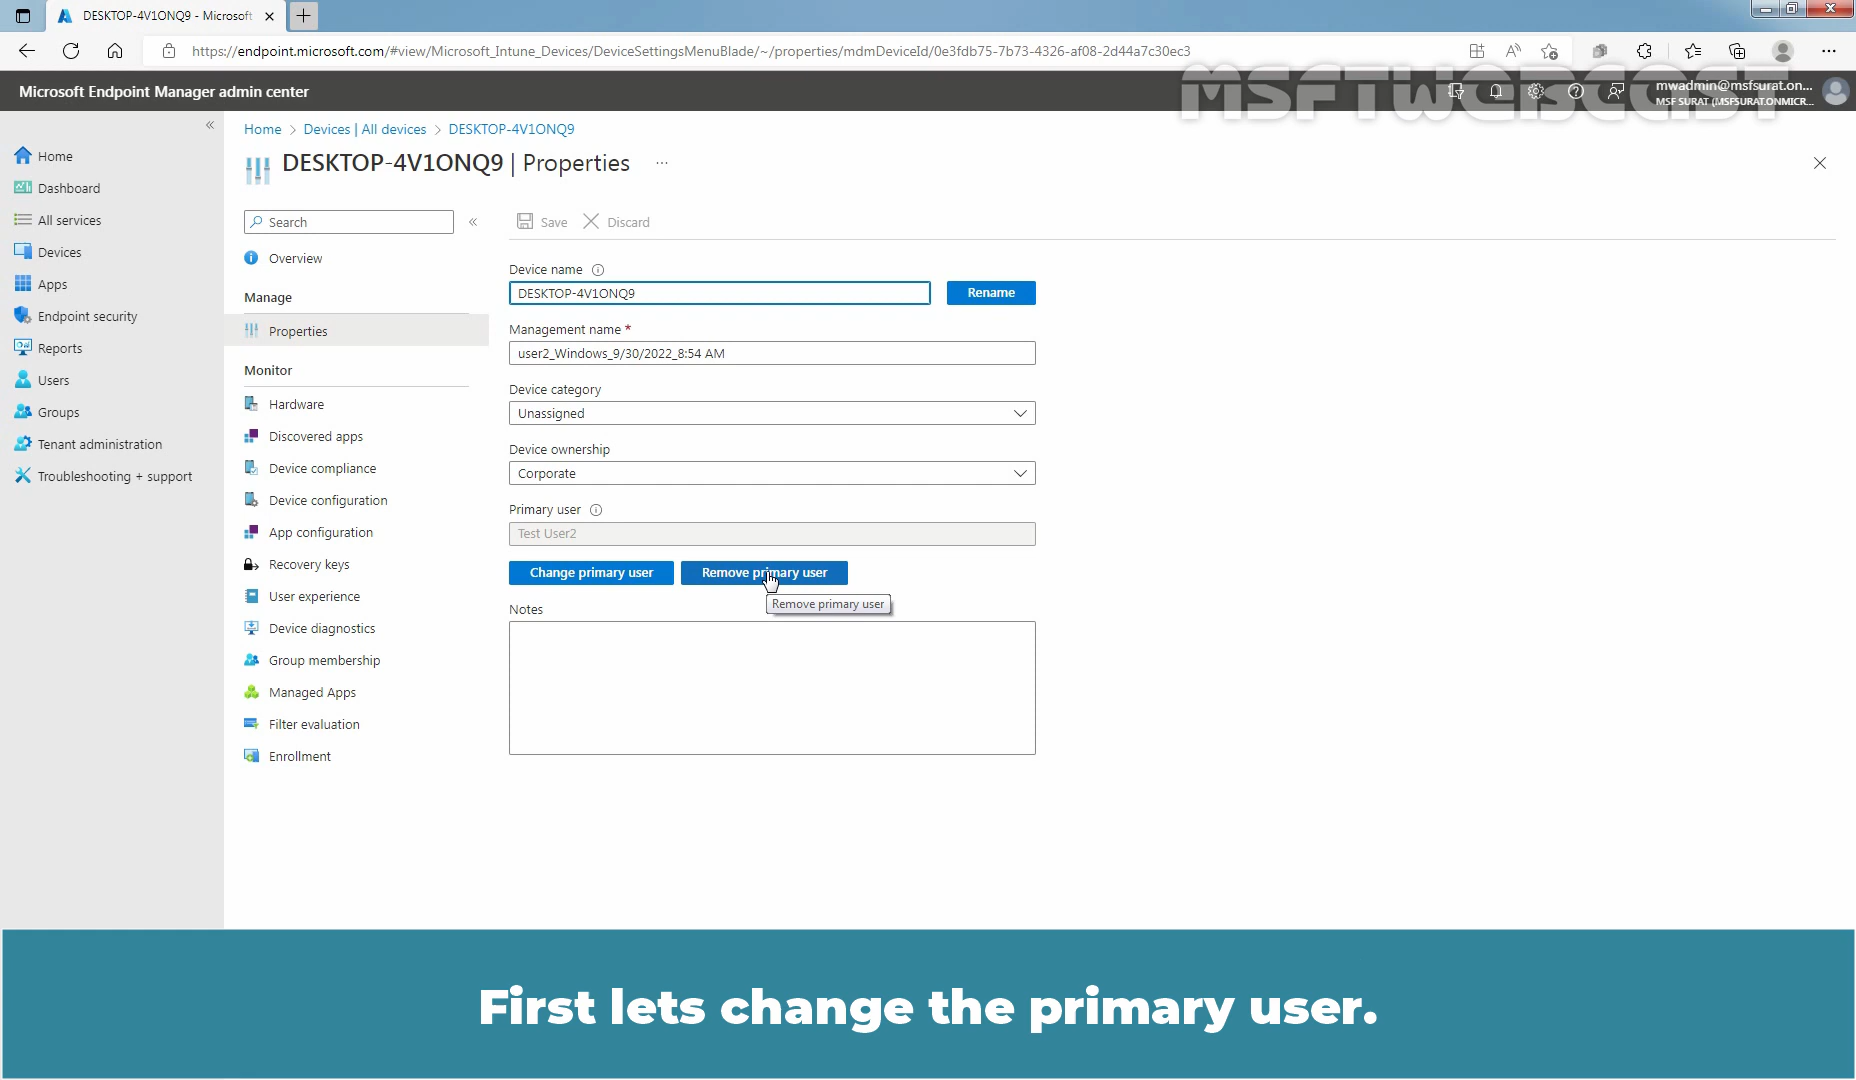 DESKTOP-4V1ONQ9 - Microsoft
https://endpoint.microsoft.com/#view/Microsoft_Intune_Devices/DeviceSettingsMenuBlade/~/properties/mdmDeviceId/0e3fdb75-7b73-4326-af08-2d44a7c30ec3
MSFTWEBCAST
Microsoft Endpoint Manager admin center
mwadmin@msfsurat.on...
MSF SURAT (MSFSURAT.ONMICR...
Home > Devices | All devices > DESKTOP-4V1ONQ9
DESKTOP-4V1ONQ9 | Properties ...
Home
Dashboard
All services
Devices
Apps
Endpoint security
Reports
Users
Groups
Tenant administration
Troubleshooting + support
Search
Overview
Manage
Properties
Monitor
Hardware
Discovered apps
Device compliance
Device configuration
App configuration
Recovery keys
User experience
Device diagnostics
Group membership
Managed Apps
Filter evaluation
Enrollment
Save Discard
Device name
DESKTOP-4V1ONQ9
Rename
Management name *
user2_Windows_9/30/2022_8:54 AM
Device category
Unassigned
Device ownership
Corporate
Primary user
Test User2
Change primary user
Remove primary user
Remove primary user
Notes
First lets change the primary user.